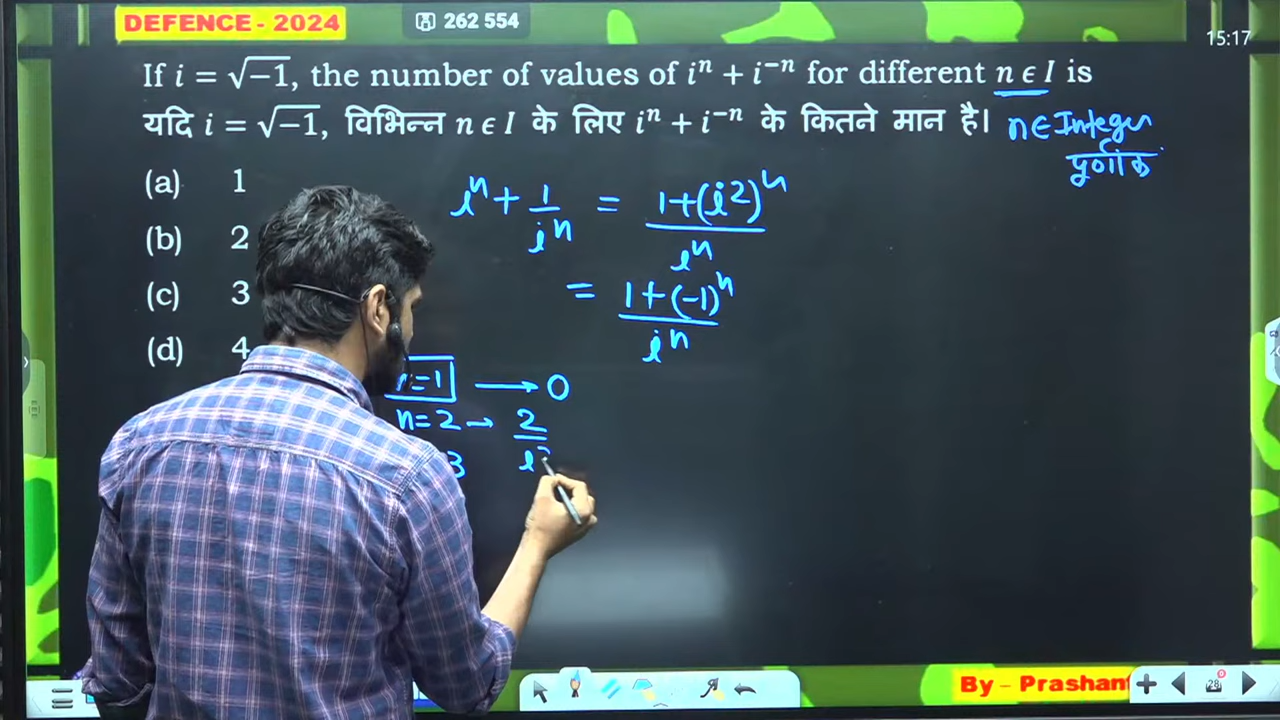 DEFENCE - 2024
262 554
15:17
If i = √−1, the number of values of iⁿ + i⁻ⁿ for different n ϵ I is
यदि i = √−1, विभिन्न n ϵ I के लिए iⁿ + i⁻ⁿ के कितने मान है।
n ∈ Integer
पूर्णांक
(a) 1
(b) 2
(c) 3
(d) 4
iⁿ + 1/iⁿ = 1+(i2)ⁿ/iⁿ
= 1+(-1)ⁿ/iⁿ
=1 → 0
n=2 → 2/i
3
By - Prashant
28